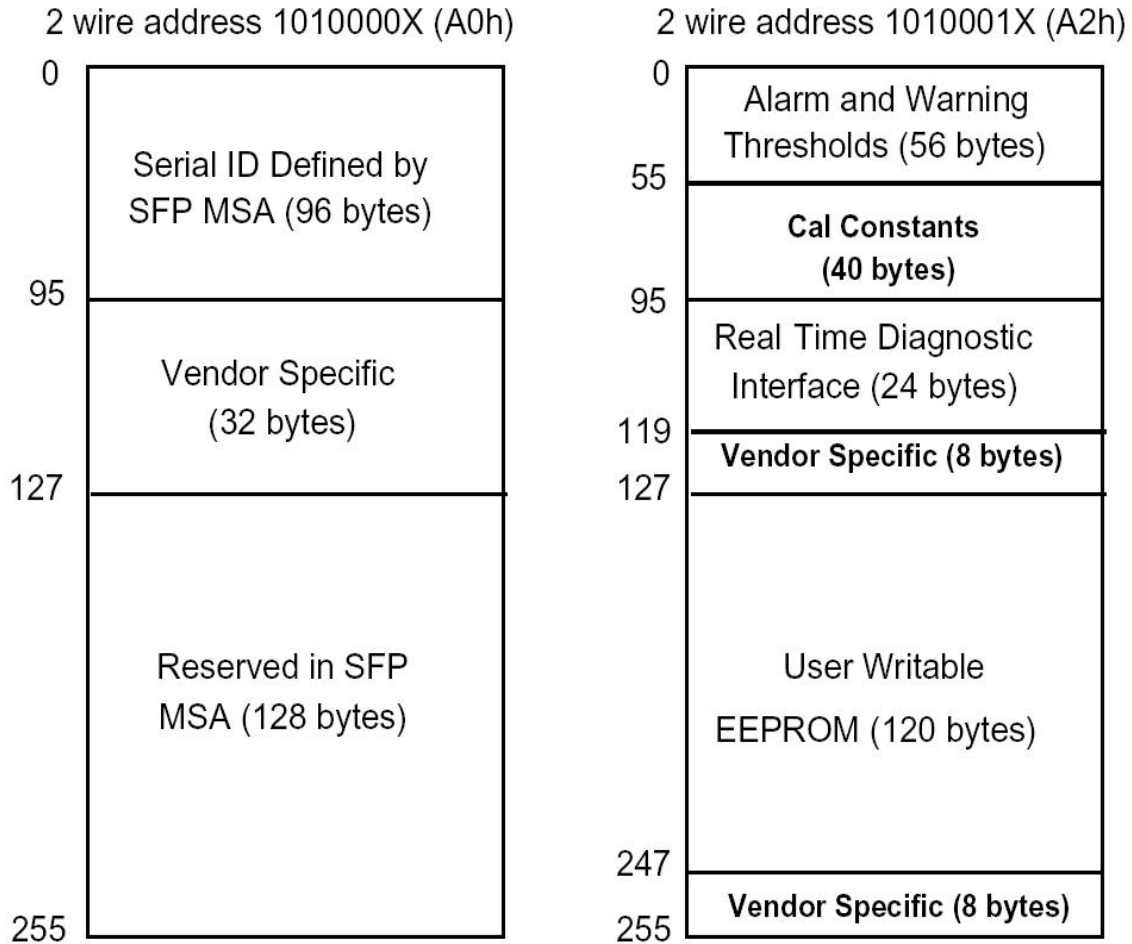 2 wire address 1010000X (A0h)
0
Serial ID Defined by
SFP MSA (96 bytes)
95
Vendor Specific
(32 bytes)
127
Reserved in SFP
MSA (128 bytes)
255
2 wire address 1010001X (A2h)
0
Alarm and Warning
Thresholds (56 bytes)
55
Cal Constants
(40 bytes)
95
Real Time Diagnostic
Interface (24 bytes)
119
Vendor Specific (8 bytes)
127
User Writable
EEPROM (120 bytes)
247
Vendor Specific (8 bytes)
255